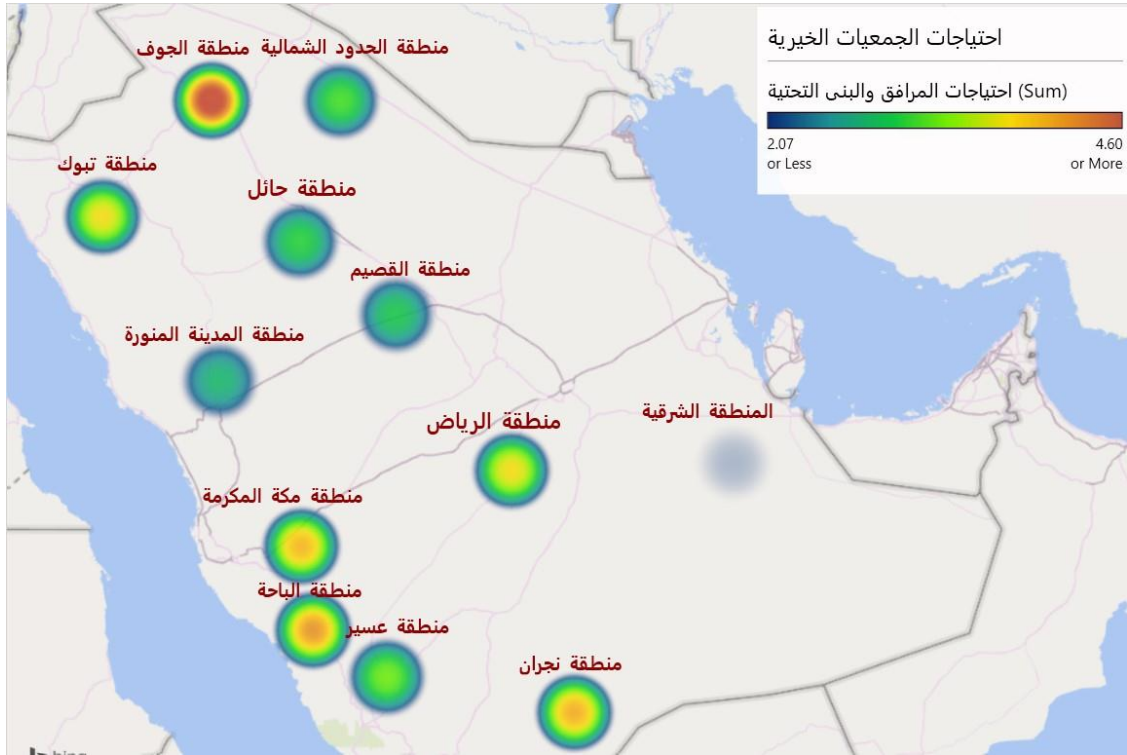 احتياجات الجمعيات الخيرية
احتياجات المرافق والبنى التحتية (Sum)
2.07 4.60
or Less or More
منطقة الجوف منطقة الحدود الشمالية
منطقة تبوك
منطقة حائل
منطقة القصيم
منطقة المدينة المنورة
منطقة الرياض
المنطقة الشرقية
منطقة مكة المكرمة
منطقة الباحة
منطقة عسير
منطقة نجران